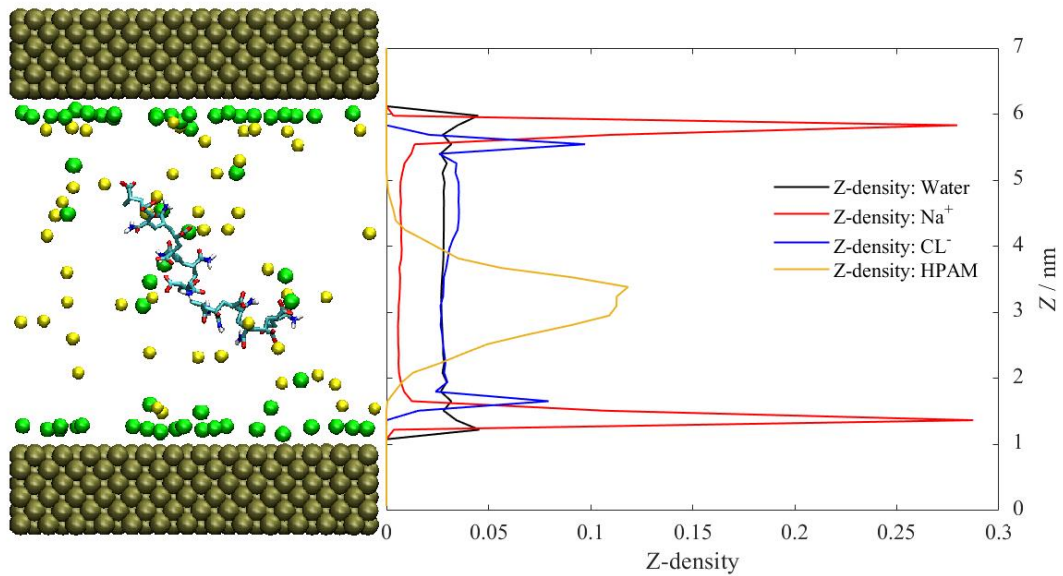 7
6
5
4
3
2
1
0
Z / nm
Z-density: Water
Z-density: Na⁺
Z-density: CL⁻
Z-density: HPAM
0 0.05 0.1 0.15 0.2 0.25 0.3
Z-density